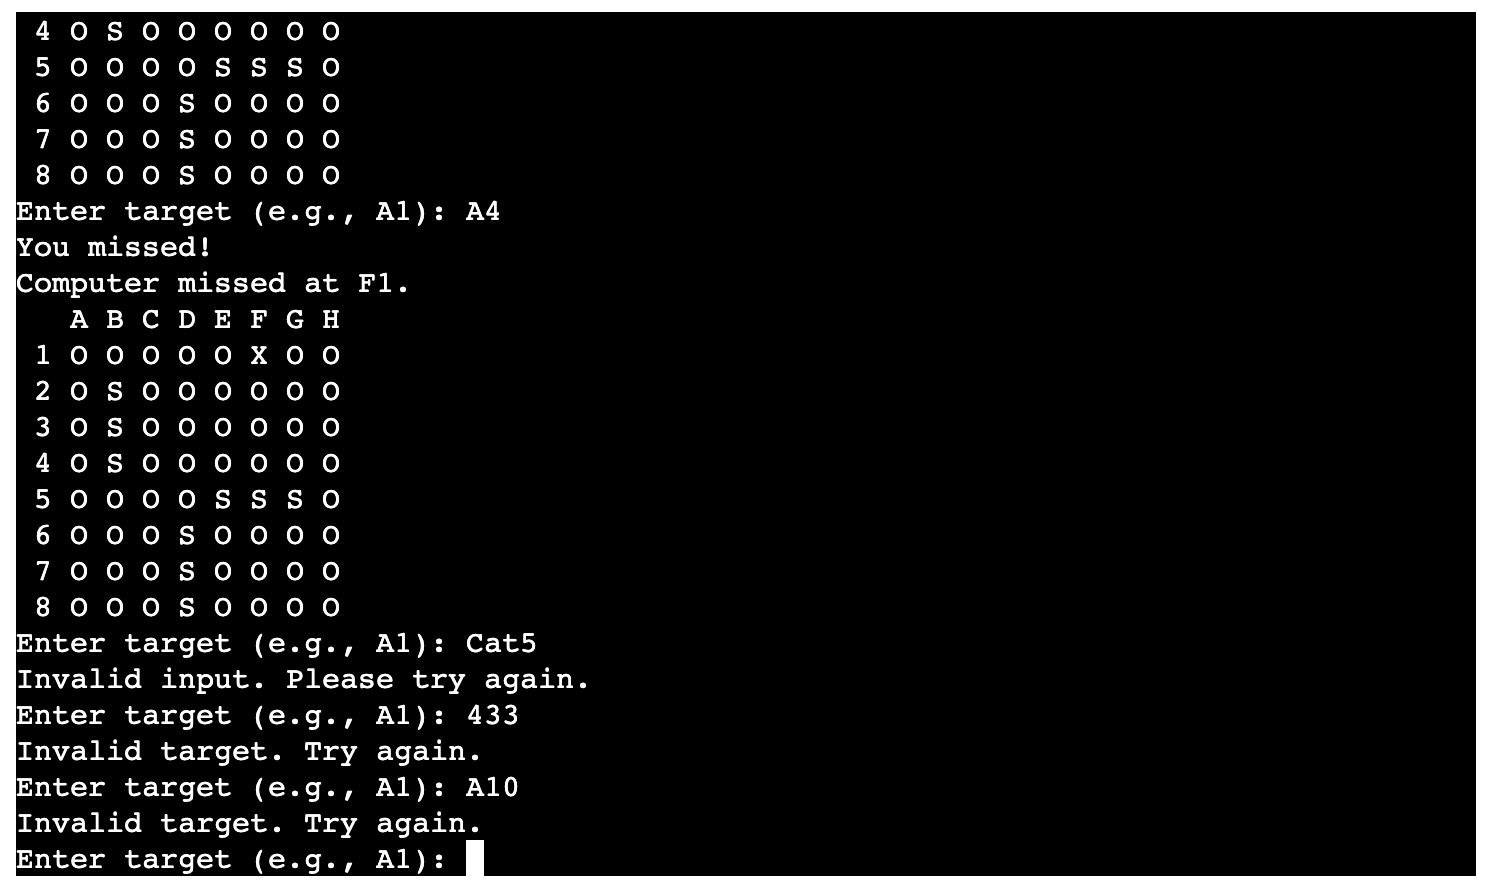 4 O S O O O O O O
5 O O O O S S S O
6 O O O S O O O O
7 O O O S O O O O
8 O O O S O O O O
Enter target (e.g., A1): A4
You missed!
Computer missed at F1.
A B C D E F G H
1 O O O O O X O O
2 O S O O O O O O
3 O S O O O O O O
4 O S O O O O O O
5 O O O O S S S O
6 O O O S O O O O
7 O O O S O O O O
8 O O O S O O O O
Enter target (e.g., A1): Cat5
Invalid input. Please try again.
Enter target (e.g., A1): 433
Invalid target. Try again.
Enter target (e.g., A1): A10
Invalid target. Try again.
Enter target (e.g., A1):